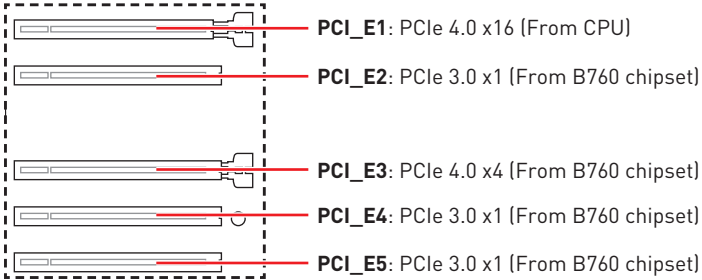 PCI_E1: PCIe 4.0 x16 (From CPU)
PCI_E2: PCIe 3.0 x1 (From B760 chipset)
PCI_E3: PCIe 4.0 x4 (From B760 chipset)
PCI_E4: PCIe 3.0 x1 (From B760 chipset)
PCI_E5: PCIe 3.0 x1 (From B760 chipset)